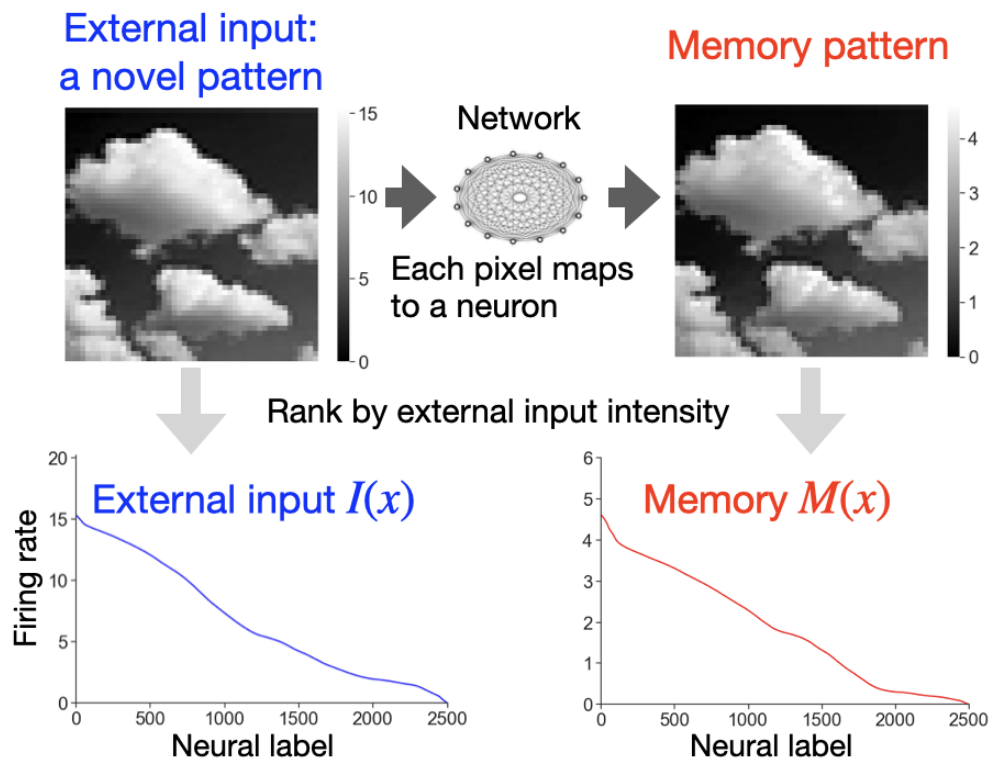 External input:
a novel pattern
Memory pattern
Network
15
10
5
0
4
3
2
1
0
Each pixel maps
to a neuron
Rank by external input intensity
External input I(x)
Firing rate
20
15
10
5
0
0
500
1000
1500
2000
2500
Neural label
Memory M(x)
6
5
4
3
2
1
0
0
500
1000
1500
2000
2500
Neural label